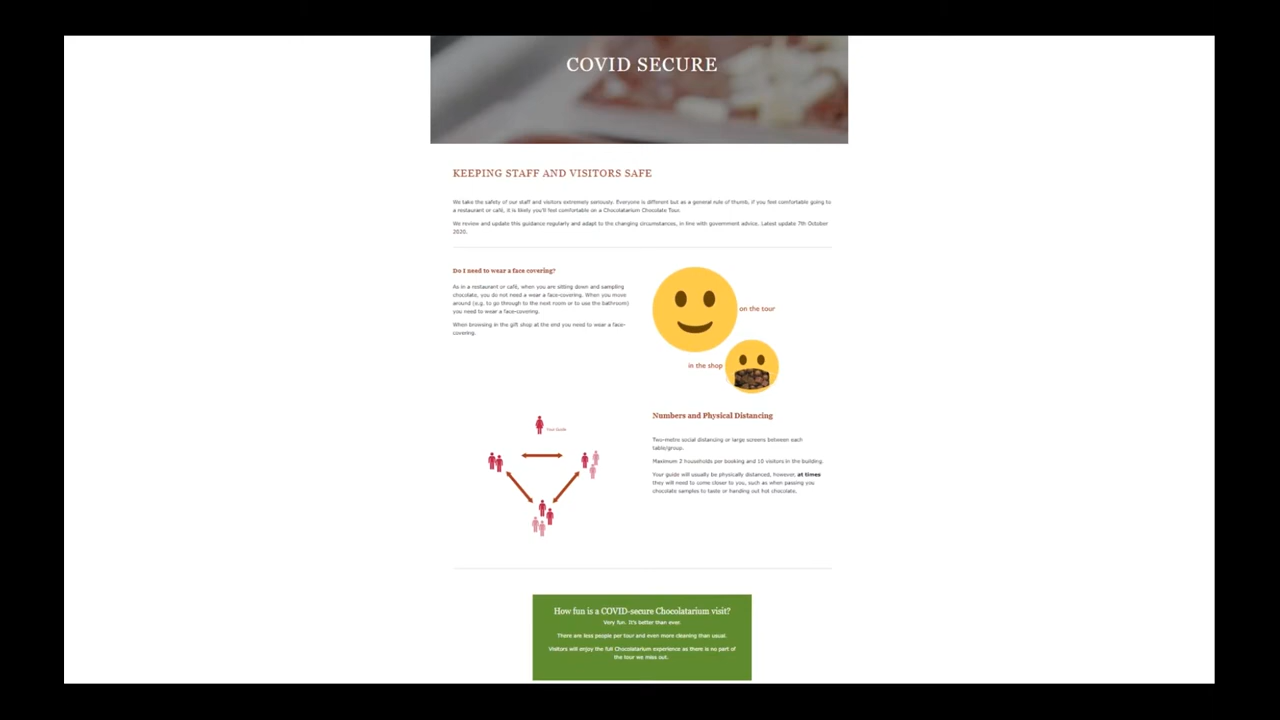 COVID SECURE
KEEPING STAFF AND VISITORS SAFE
We take the safety of our staff and visitors extremely seriously. Everyone is different but as a general rule of thumb, if you feel comfortable going to
a restaurant or café, it is likely you'll feel comfortable on a Chocolatarium Chocolate Tour.
We review and update this guidance regularly and adapt to the changing circumstances, in line with government advice. Latest update 7th October
2020.
Do I need to wear a face covering?
As in a restaurant or café, when you are sitting down and sampling
chocolate, you do not need a wear a face-covering. When you move
around (e.g. to go through to the next room or to use the bathroom)
you need to wear a face-covering.
When browsing in the gift shop at the end you need to wear a face-
covering.
on the tour
in the shop
Your Guide
Numbers and Physical Distancing
Two-metre social distancing or large screens between each
table/group.
Maximum 2 households per booking and 10 visitors in the building.
Your guide will usually be physically distanced, however, at times
they will need to come closer to you, such as when passing you
chocolate samples to taste or handing out hot chocolate.
How fun is a COVID-secure Chocolatarium visit?
Very fun. It's better than ever.
There are less people per tour and even more cleaning than usual.
Visitors will enjoy the full Chocolatarium experience as there is no part of
the tour we miss out.